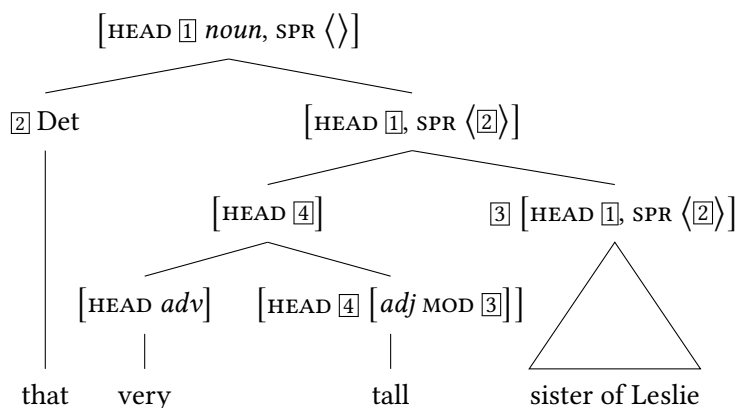 [HEAD 1 noun, SPR ⟨⟩]
2 Det [HEAD 1, SPR ⟨2⟩]
[HEAD 4] 3 [HEAD 1, SPR ⟨2⟩]
[HEAD adv] [HEAD 4 [adj MOD 3]]
that very tall sister of Leslie